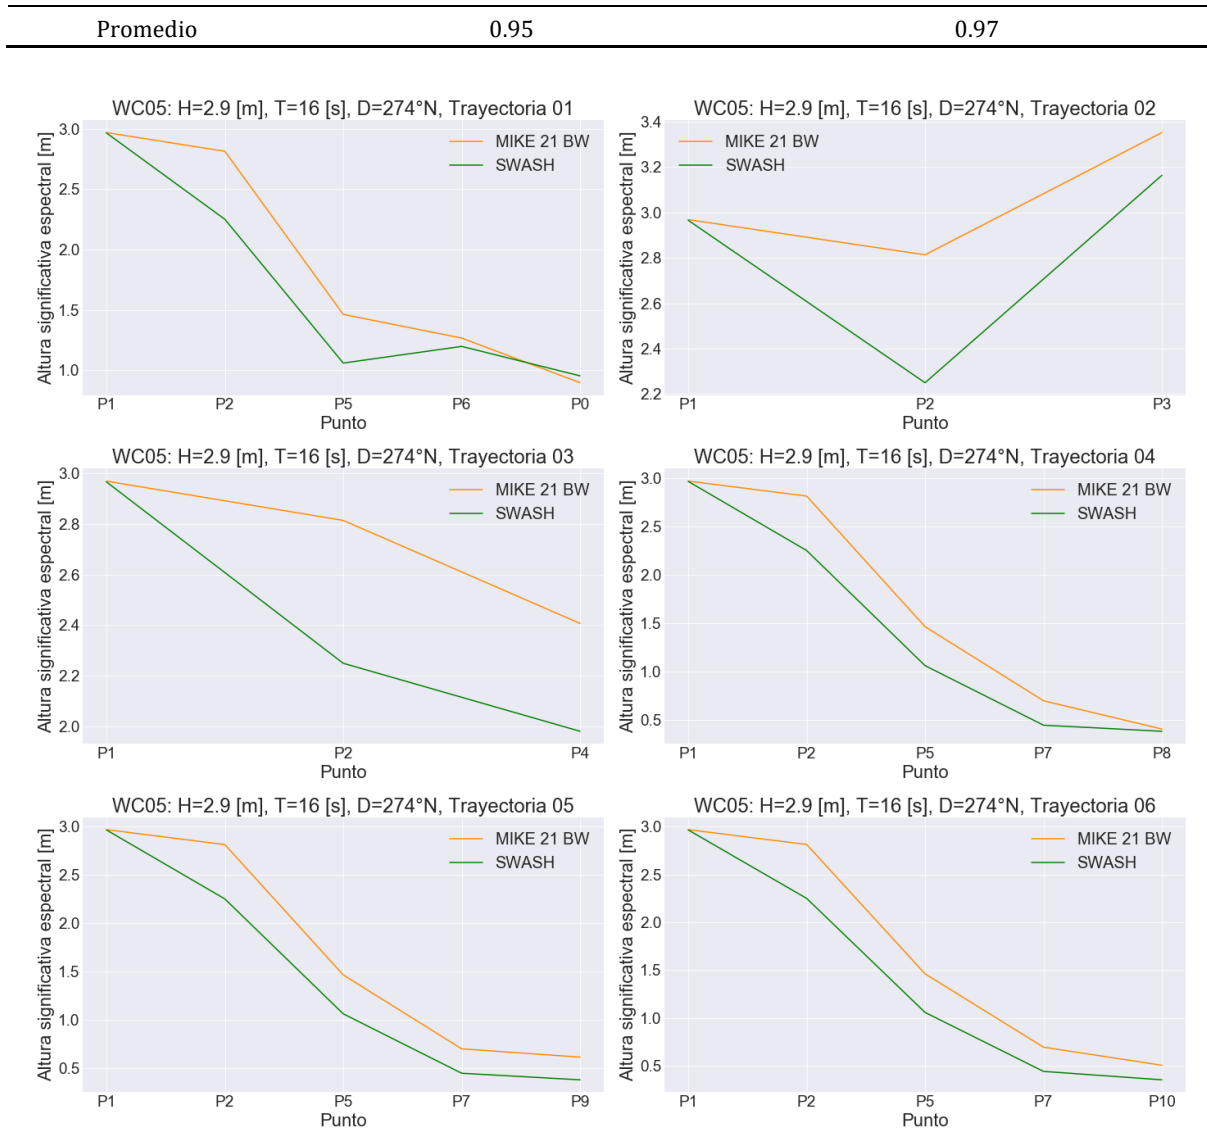 Promedio 0.95 0.97
WC05: H=2.9 [m], T=16 [s], D=274°N, Trayectoria 01
Altura significativa espectral [m]
3.0
2.5
2.0
1.5
1.0
MIKE 21 BW
SWASH
P1 P2 P5 P6 P0
Punto
WC05: H=2.9 [m], T=16 [s], D=274°N, Trayectoria 02
Altura significativa espectral [m]
3.4
3.2
3.0
2.8
2.6
2.4
2.2
MIKE 21 BW
SWASH
P1 P2 P3
Punto
WC05: H=2.9 [m], T=16 [s], D=274°N, Trayectoria 03
Altura significativa espectral [m]
3.0
2.8
2.6
2.4
2.2
2.0
MIKE 21 BW
SWASH
P1 P2 P4
Punto
WC05: H=2.9 [m], T=16 [s], D=274°N, Trayectoria 04
Altura significativa espectral [m]
3.0
2.5
2.0
1.5
1.0
0.5
MIKE 21 BW
SWASH
P1 P2 P5 P7 P8
Punto
WC05: H=2.9 [m], T=16 [s], D=274°N, Trayectoria 05
Altura significativa espectral [m]
3.0
2.5
2.0
1.5
1.0
0.5
MIKE 21 BW
SWASH
P1 P2 P5 P7 P9
Punto
WC05: H=2.9 [m], T=16 [s], D=274°N, Trayectoria 06
Altura significativa espectral [m]
3.0
2.5
2.0
1.5
1.0
0.5
MIKE 21 BW
SWASH
P1 P2 P5 P7 P10
Punto